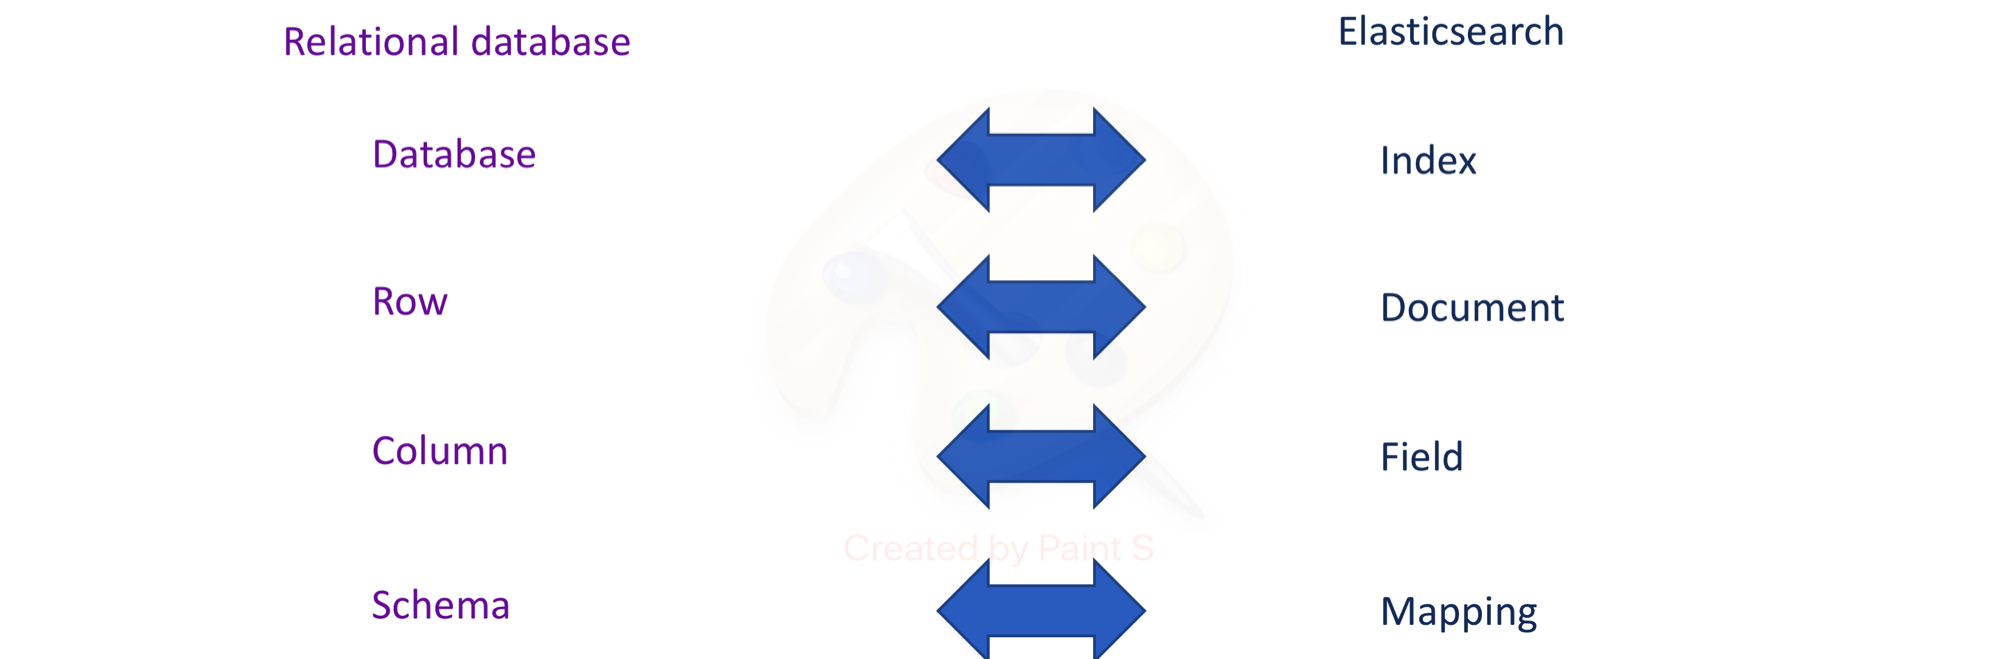 Relational database
Elasticsearch
Database
Index
Row
Document
Column
Field
Created by Paint S
Schema
Mapping